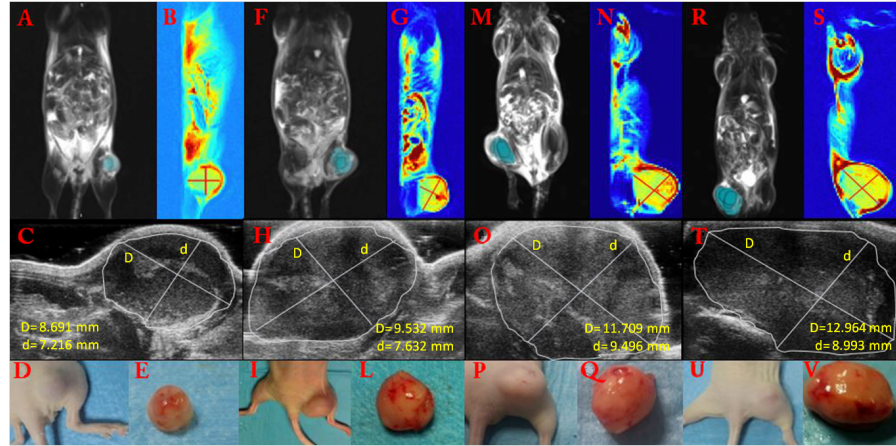 A B F G M N R S
C D d H D d O D d T D d
D= 8.691 mm
d= 7.216 mm
D= 9.532 mm
d= 7.632 mm
D= 11.709 mm
d= 9.496 mm
D= 12.964 mm
d= 8.993 mm
D E I L P Q U V